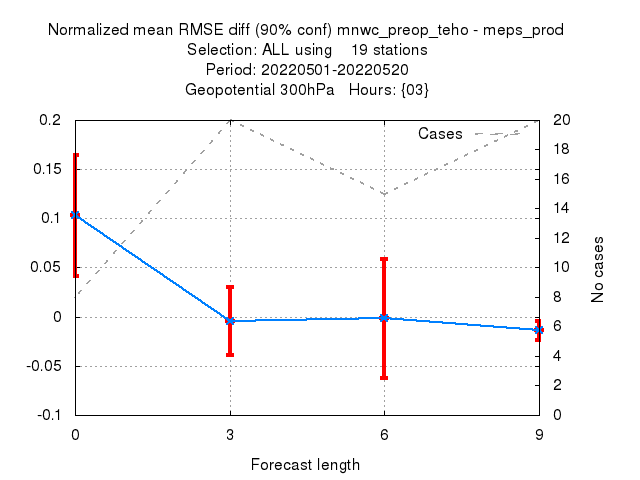 Normalized mean RMSE diff (90% conf) mnwc_preop_teho - meps_prod
Selection: ALL using 19 stations
Period: 20220501-20220520
Geopotential 300hPa Hours: {03}
Cases
0.2
0.15
0.1
0.05
0
-0.05
-0.1
20
18
16
14
12
10
8
6
4
2
0
No cases
0 3 6 9
Forecast length